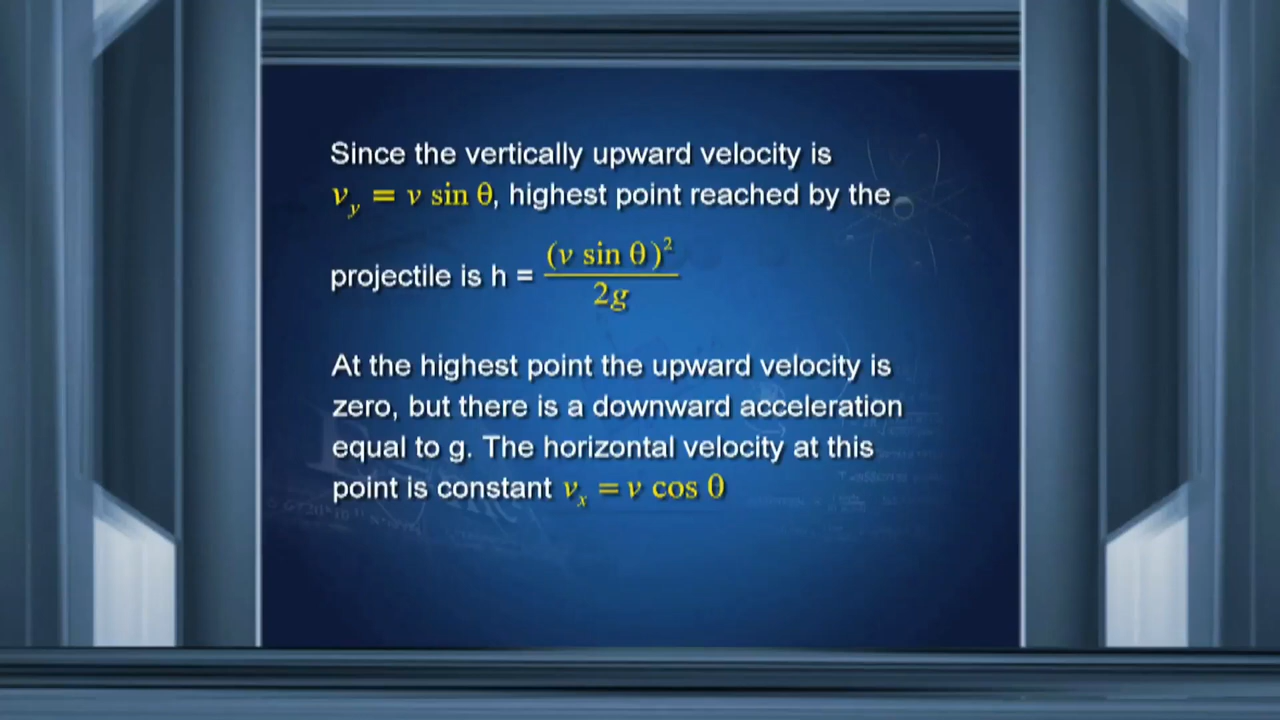 Since the vertically upward velocity is
v_y = v sin θ, highest point reached by the
projectile is h = (v sin θ)² / 2g
At the highest point the upward velocity is
zero, but there is a downward acceleration
equal to g. The horizontal velocity at this
point is constant v_x = v cos θ